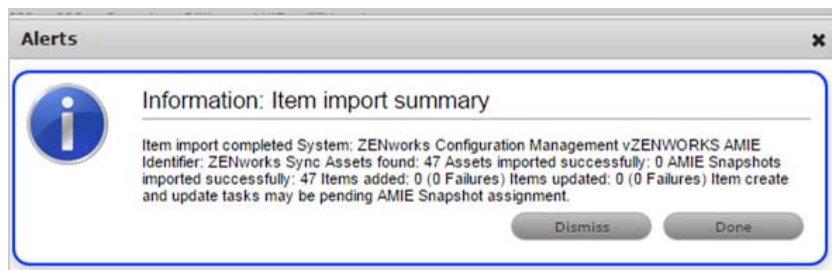 Alerts
Information: Item import summary
Item import completed System: ZENworks Configuration Management vZENWORKS AMIE
Identifier: ZENworks Sync Assets found: 47 Assets imported successfully: 0 AMIE Snapshots
imported successfully: 47 Items added: 0 (0 Failures) Items updated: 0 (0 Failures) Item create
and update tasks may be pending AMIE Snapshot assignment.
Dismiss
Done